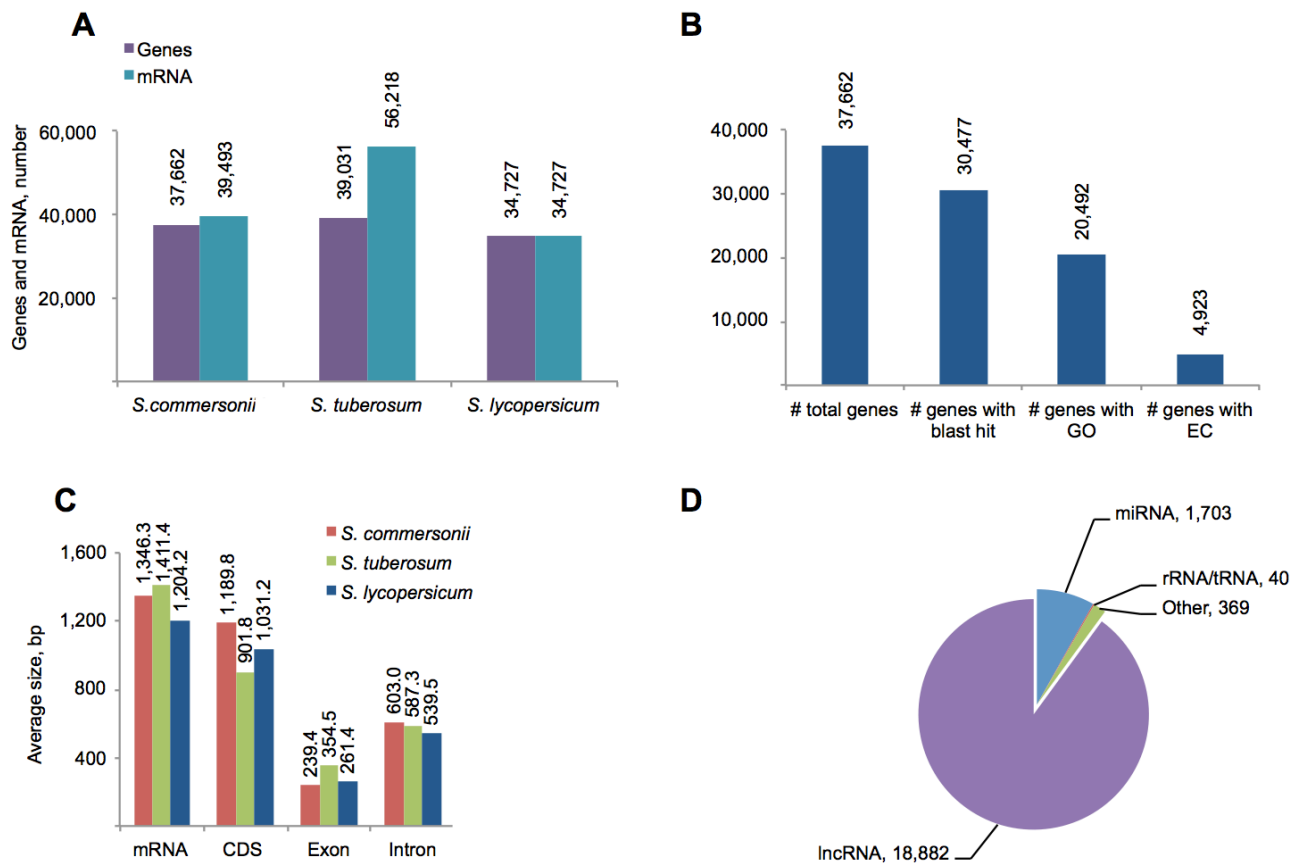 A
Genes
mRNA
Genes and mRNA, number
60,000
40,000
20,000
37,662
39,493
39,031
56,218
34,727
34,727
S.commersonii
S. tuberosum
S. lycopersicum
B
40,000
30,000
20,000
10,000
37,662
30,477
20,492
4,923
# total genes
# genes with
blast hit
# genes with
GO
# genes with
EC
C
S. commersonii
S. tuberosum
S. lycopersicum
Average size, bp
1,600
1,200
800
400
1,346.3
1,411.4
1,204.2
1,189.8
901.8
1,031.2
239.4
354.5
261.4
603.0
587.3
539.5
mRNA
CDS
Exon
Intron
D
miRNA, 1,703
rRNA/tRNA, 40
Other, 369
lncRNA, 18,882